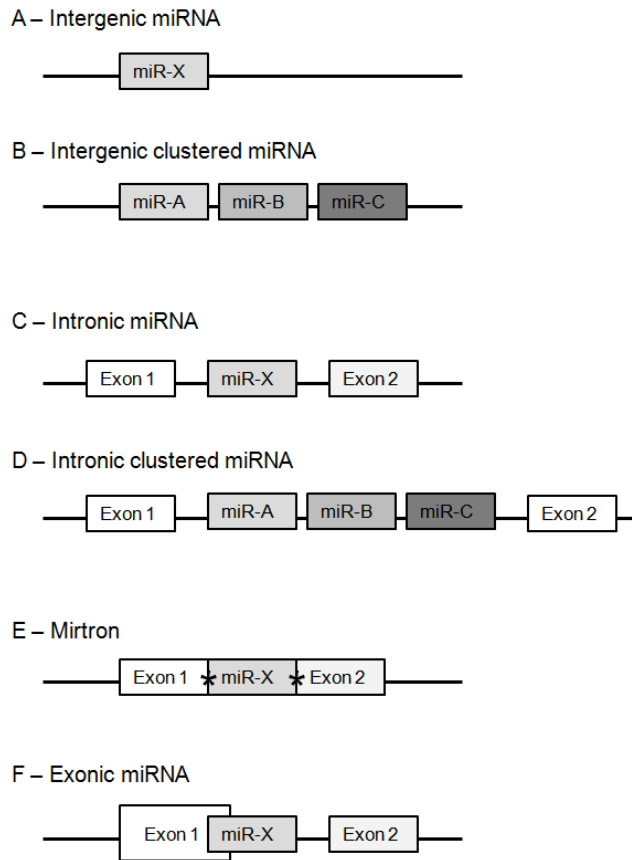 A – Intergenic miRNA
miR-X
B – Intergenic clustered miRNA
miR-A miR-B miR-C
C – Intronic miRNA
Exon 1 miR-X Exon 2
D – Intronic clustered miRNA
Exon 1 miR-A miR-B miR-C Exon 2
E – Mirtron
Exon 1 * miR-X * Exon 2
F – Exonic miRNA
Exon 1 miR-X Exon 2